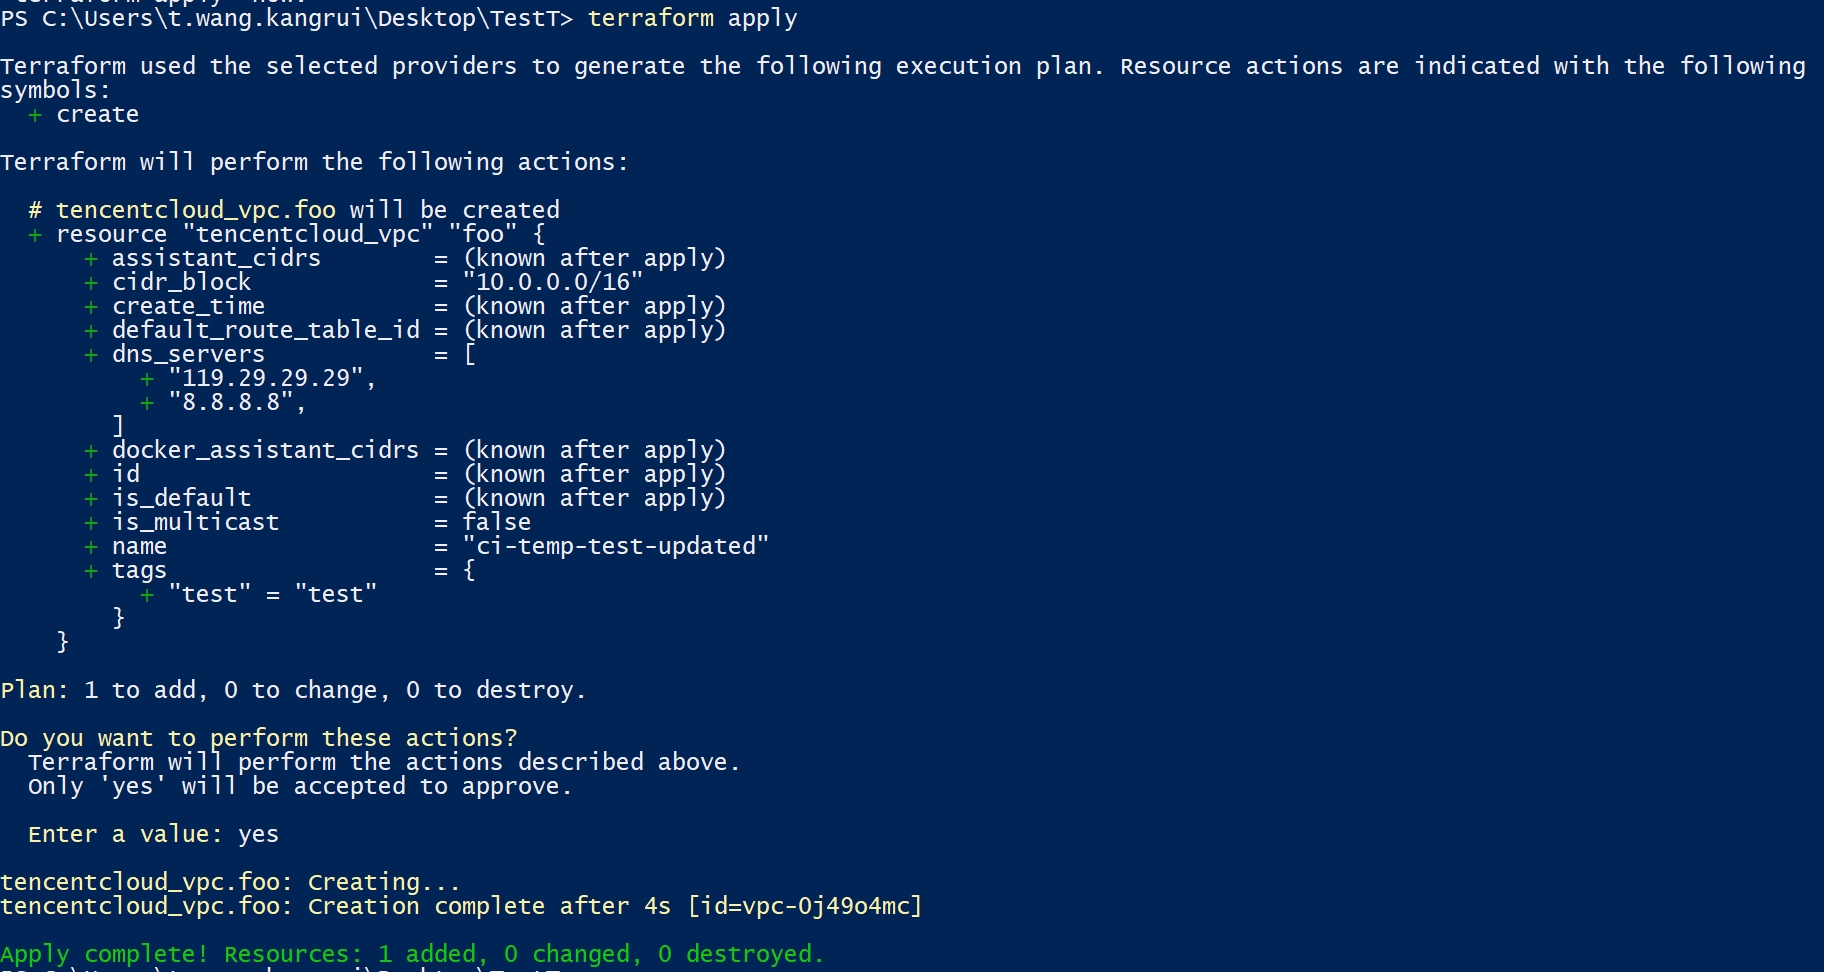 PS C:\Users\t.wang.kangrui\Desktop\TestT> terraform apply
Terraform used the selected providers to generate the following execution plan. Resource actions are indicated with the following
symbols:
  + create
Terraform will perform the following actions:
  # tencentcloud_vpc.foo will be created
  + resource "tencentcloud_vpc" "foo" {
      + assistant_cidrs        = (known after apply)
      + cidr_block             = "10.0.0.0/16"
      + create_time            = (known after apply)
      + default_route_table_id = (known after apply)
      + dns_servers            = [
          + "119.29.29.29",
          + "8.8.8.8",
        ]
      + docker_assistant_cidrs = (known after apply)
      + id                     = (known after apply)
      + is_default             = (known after apply)
      + is_multicast           = false
      + name                   = "ci-temp-test-updated"
      + tags                   = {
          + "test" = "test"
        }
    }
Plan: 1 to add, 0 to change, 0 to destroy.
Do you want to perform these actions?
  Terraform will perform the actions described above.
  Only 'yes' will be accepted to approve.
  Enter a value: yes
tencentcloud_vpc.foo: Creating...
tencentcloud_vpc.foo: Creation complete after 4s [id=vpc-0j49o4mc]
Apply complete! Resources: 1 added, 0 changed, 0 destroyed.